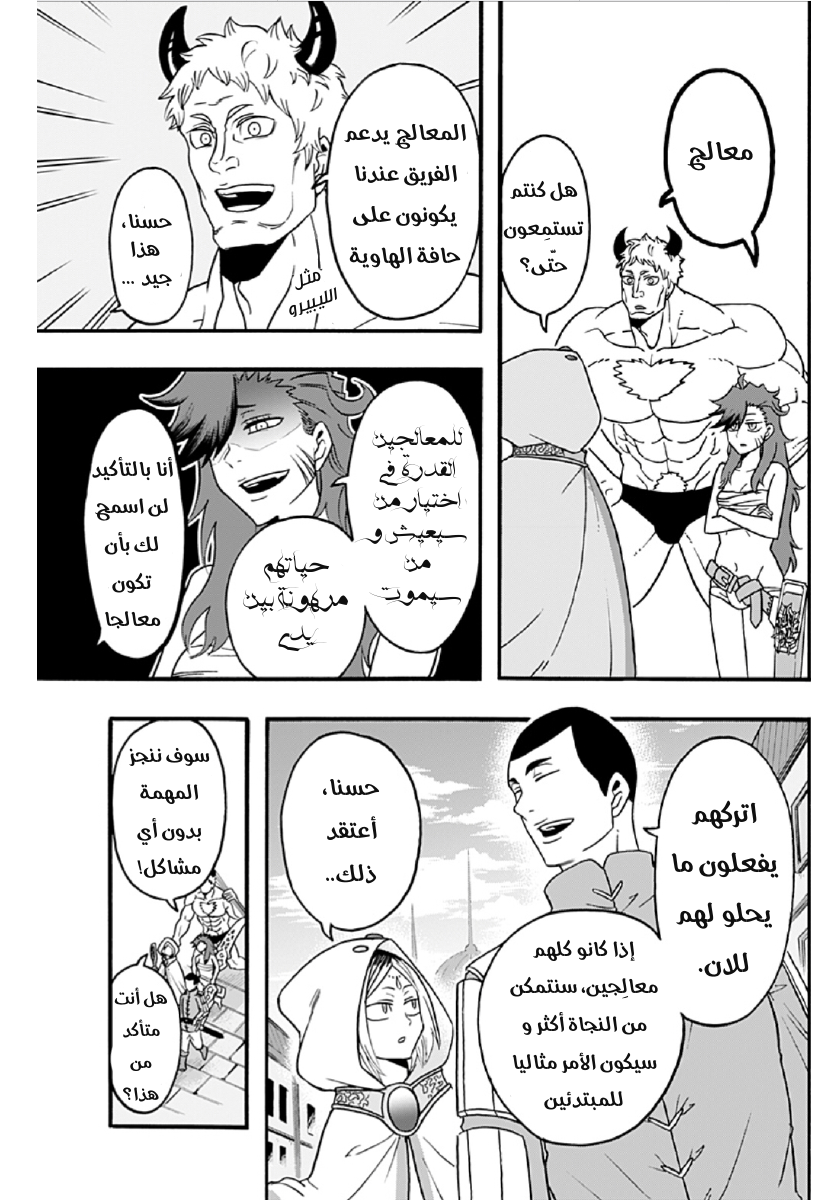 معالج
هل كنتم
تستمِعون
حتّى؟
المعالج يدعم
الفريق عندنا
يكونون على
حافة الهاوية
مثل
الليبيرو
حسنا،
هذا
جيد ...
للمعالجين
القدرة في
اختيار من
سيعيش و
من
سيموت
حياتهم
مرهونة بين
يدي
أنا بالتأكيد
لن اسمح
لك بأن
تكون
معالجا
اتركهم
يفعلون ما
يحلو لهم
للان.
حسنا،
أعتقد
ذلك..
إذا كانو كلهم
معالِجين، سنتمكن
من النجاة أكثر و
سيكون الأمر مثاليا
للمبتدئين
سوف ننجز
المهمة
بدون أي
مشاكل!
هل أنت
متأكد
من
هذا؟